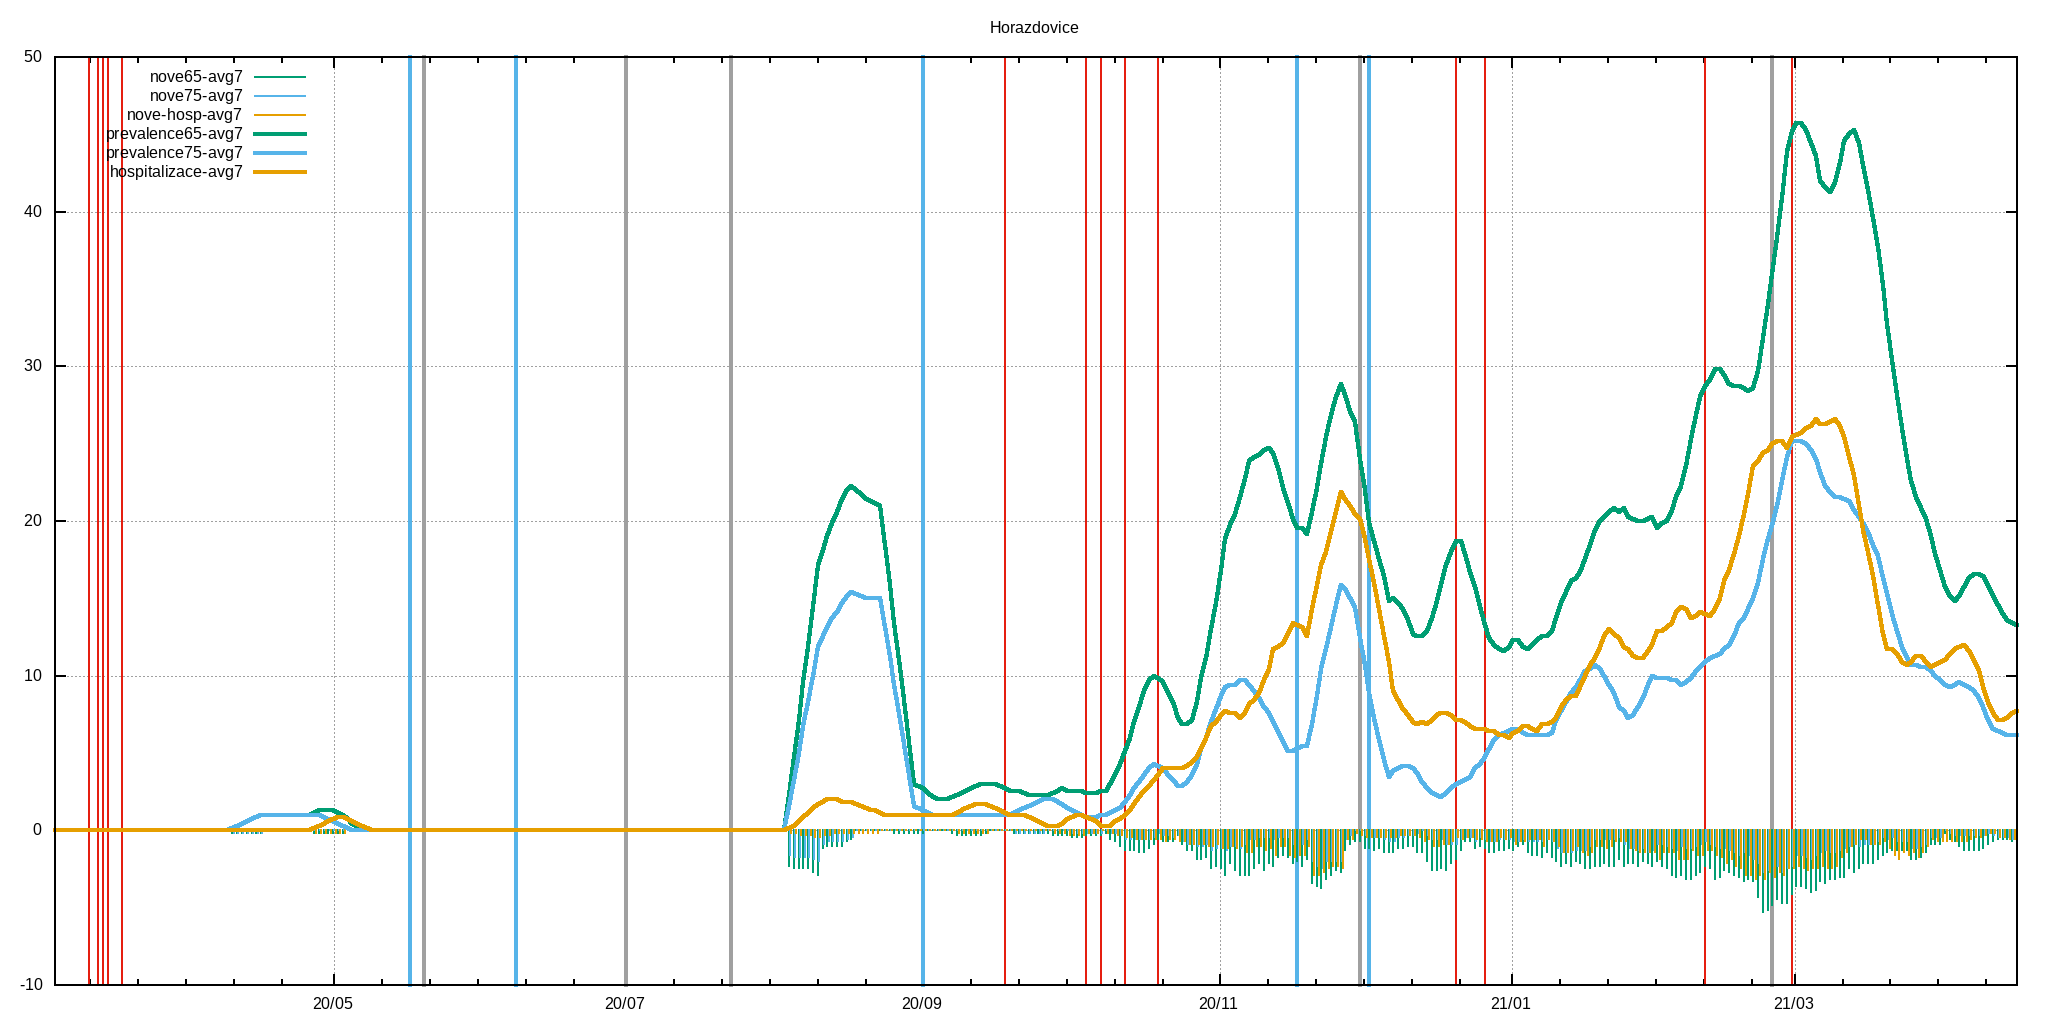 Horazdovice
50
40
30
20
10
0
-10
nove65-avg7
nove75-avg7
nove-hosp-avg7
prevalence65-avg7
prevalence75-avg7
hospitalizace-avg7
20/05
20/07
20/09
20/11
21/01
21/03